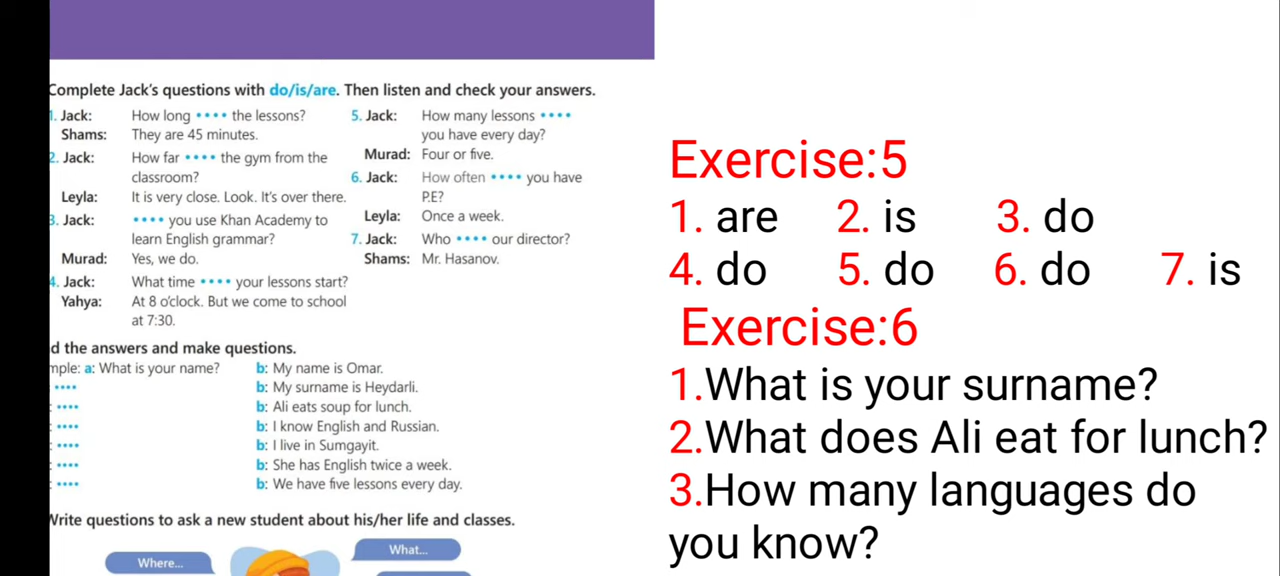 Complete Jack's questions with do/is/are. Then listen and check your answers.
1. Jack: How long •••• the lessons?
Shams: They are 45 minutes.
2. Jack: How far •••• the gym from the
classroom?
Leyla: It is very close. Look. It's over there.
3. Jack: •••• you use Khan Academy to
learn English grammar?
Murad: Yes, we do.
4. Jack: What time •••• your lessons start?
Yahya: At 8 o'clock. But we come to school
at 7:30.
5. Jack: How many lessons ••••
you have every day?
Murad: Four or five.
6. Jack: How often •••• you have
P.E?
Leyla: Once a week.
7. Jack: Who •••• our director?
Shams: Mr. Hasanov.
d the answers and make questions.
mple: a: What is your name? b: My name is Omar.
•••• b: My surname is Heydarli.
: •••• b: Ali eats soup for lunch.
: •••• b: I know English and Russian.
: •••• b: I live in Sumgayit.
: •••• b: She has English twice a week.
: •••• b: We have five lessons every day.
Write questions to ask a new student about his/her life and classes.
Where...
What...
Exercise:5
1. are 2. is 3. do
4. do 5. do 6. do 7. is
Exercise:6
1.What is your surname?
2.What does Ali eat for lunch?
3.How many languages do
you know?